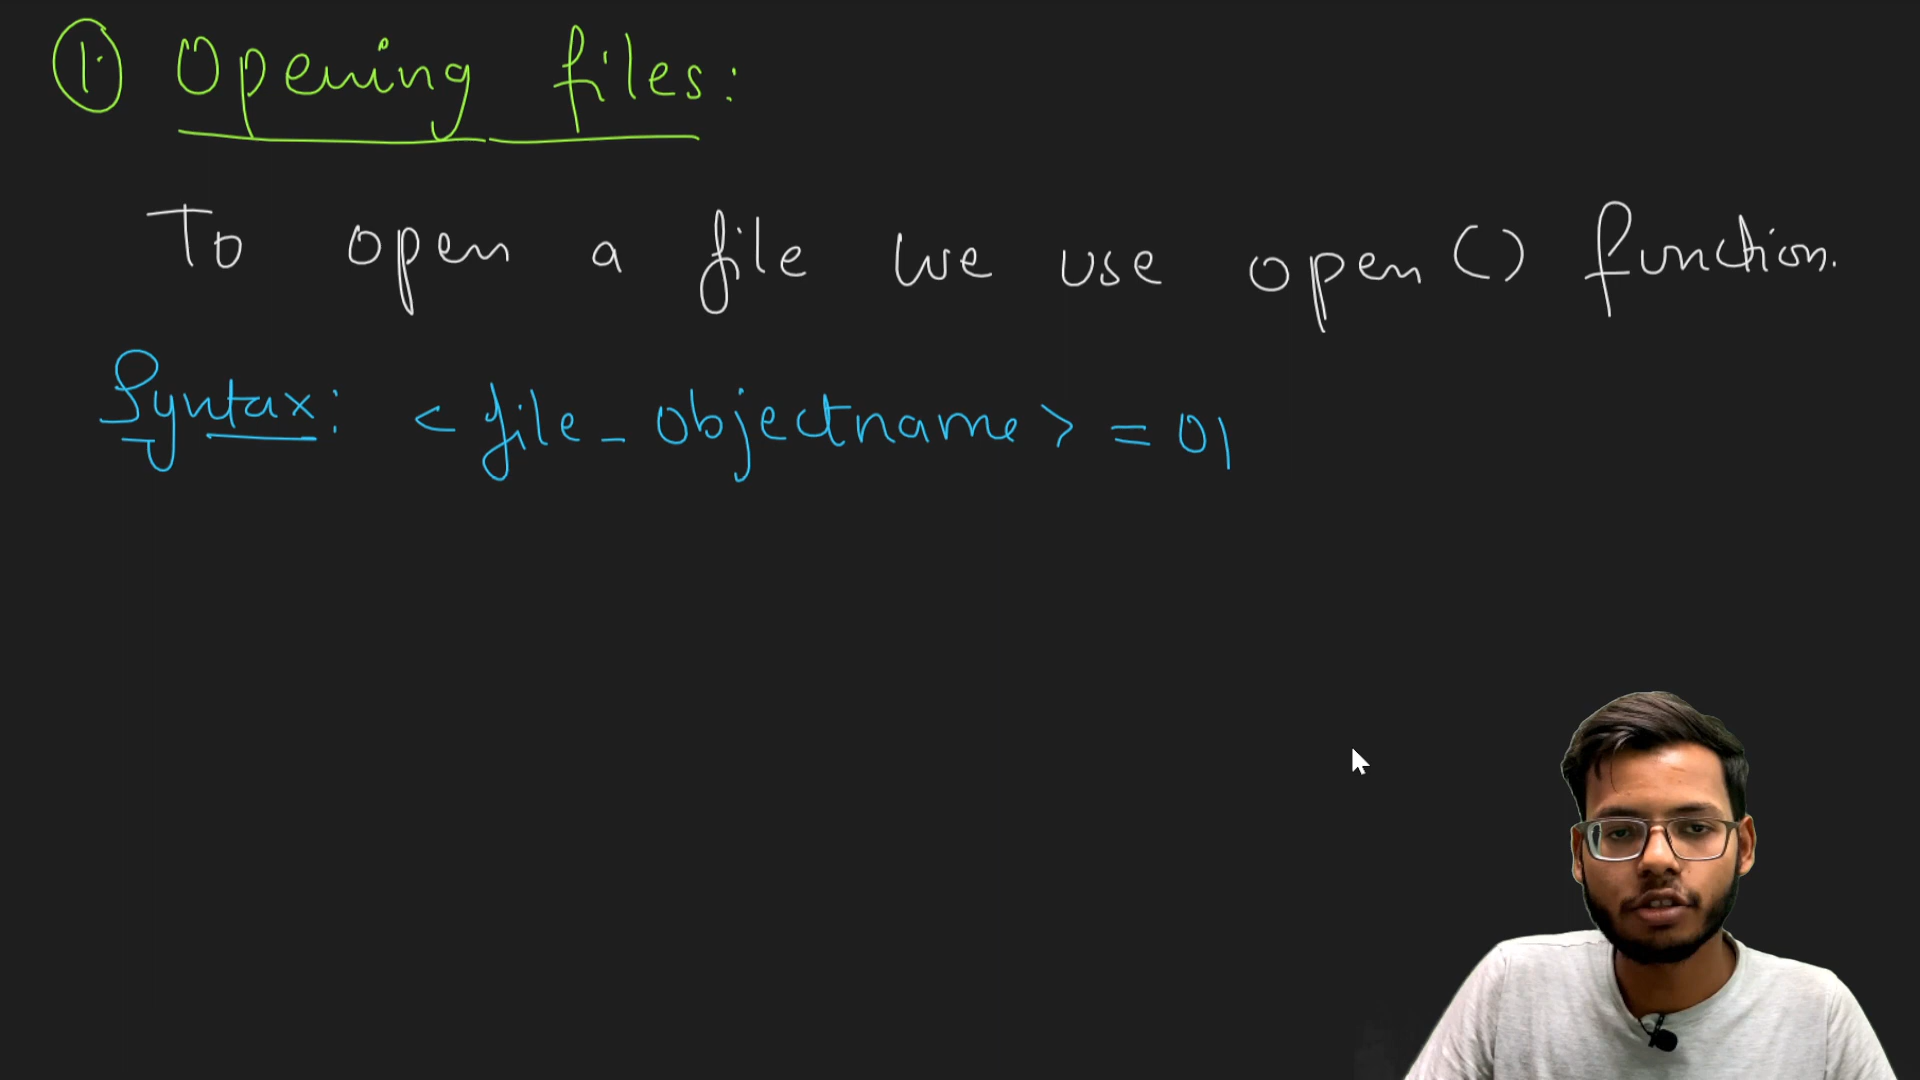 ① Opening files:
To open a file we use open() function.
Syntax: <file_objectname> = o